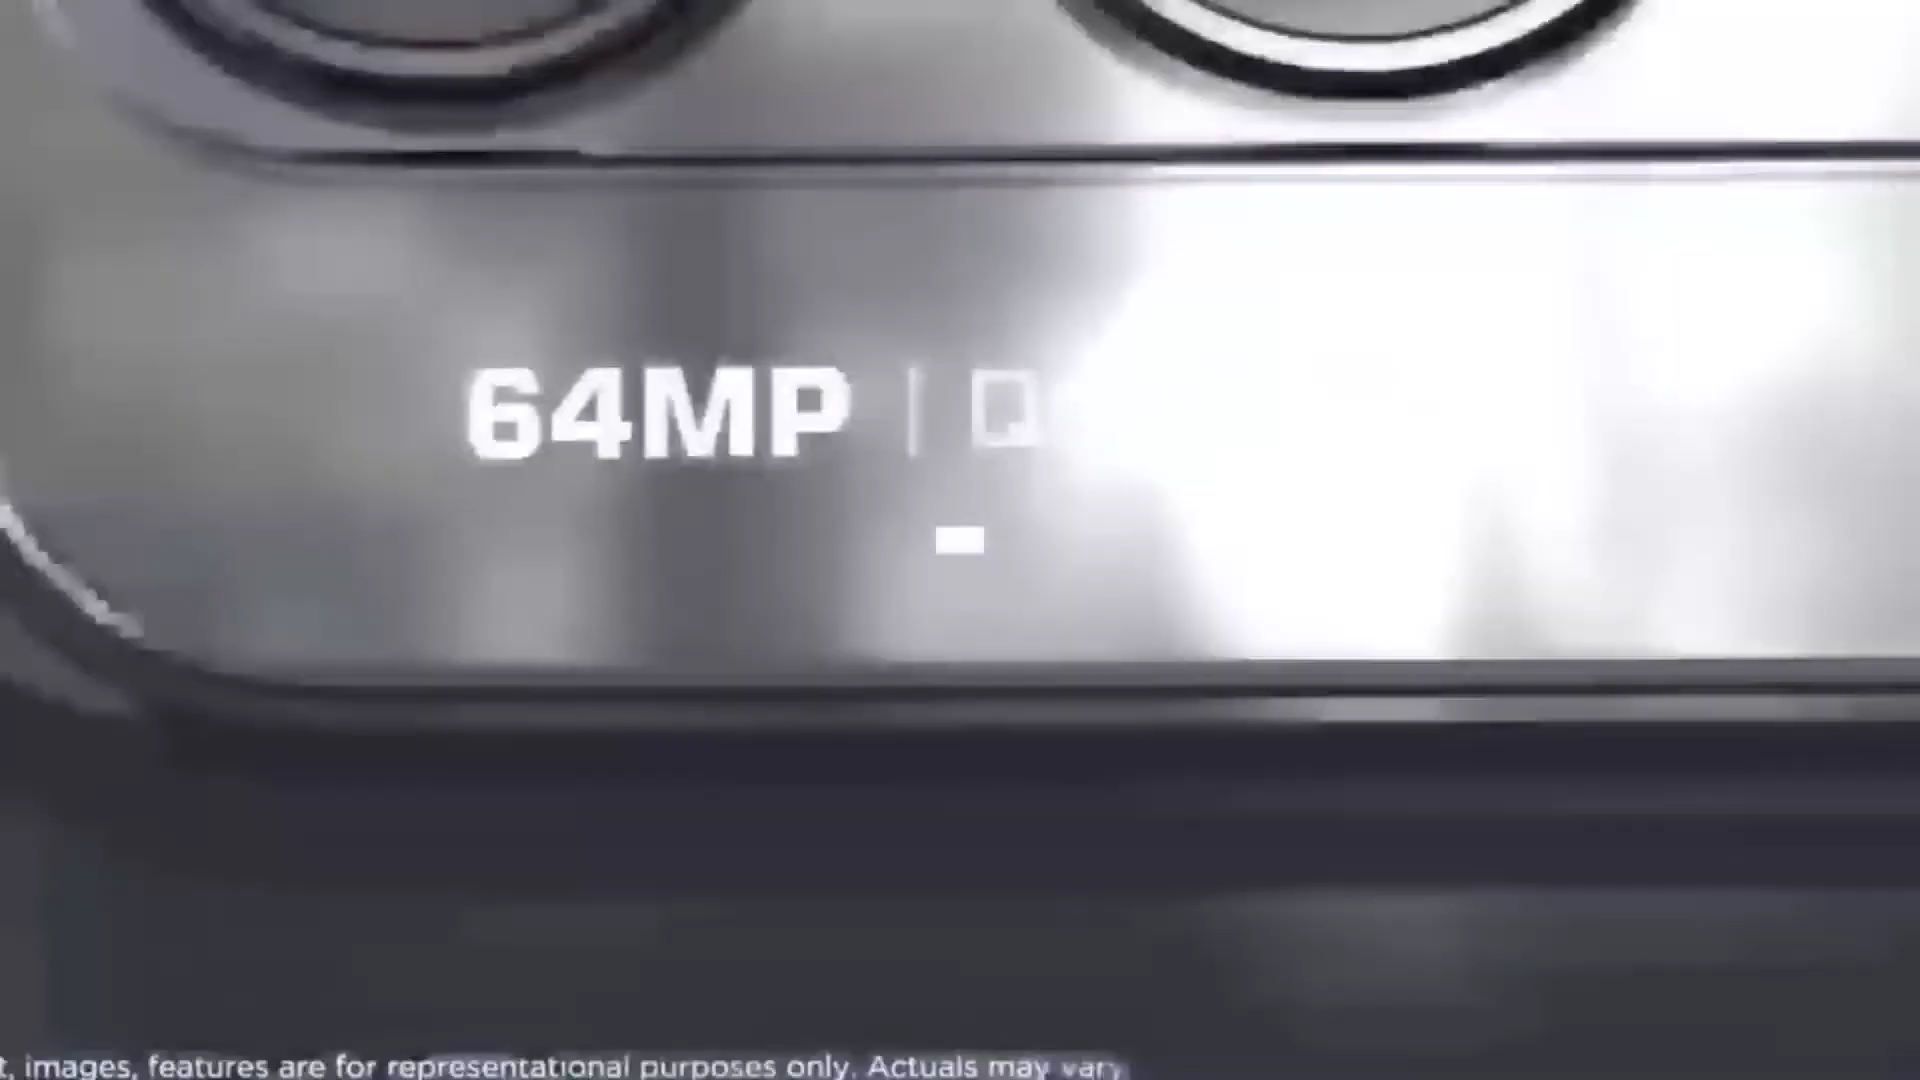 64MP | Q
t, images, features are for representational purposes only. Actuals may vary